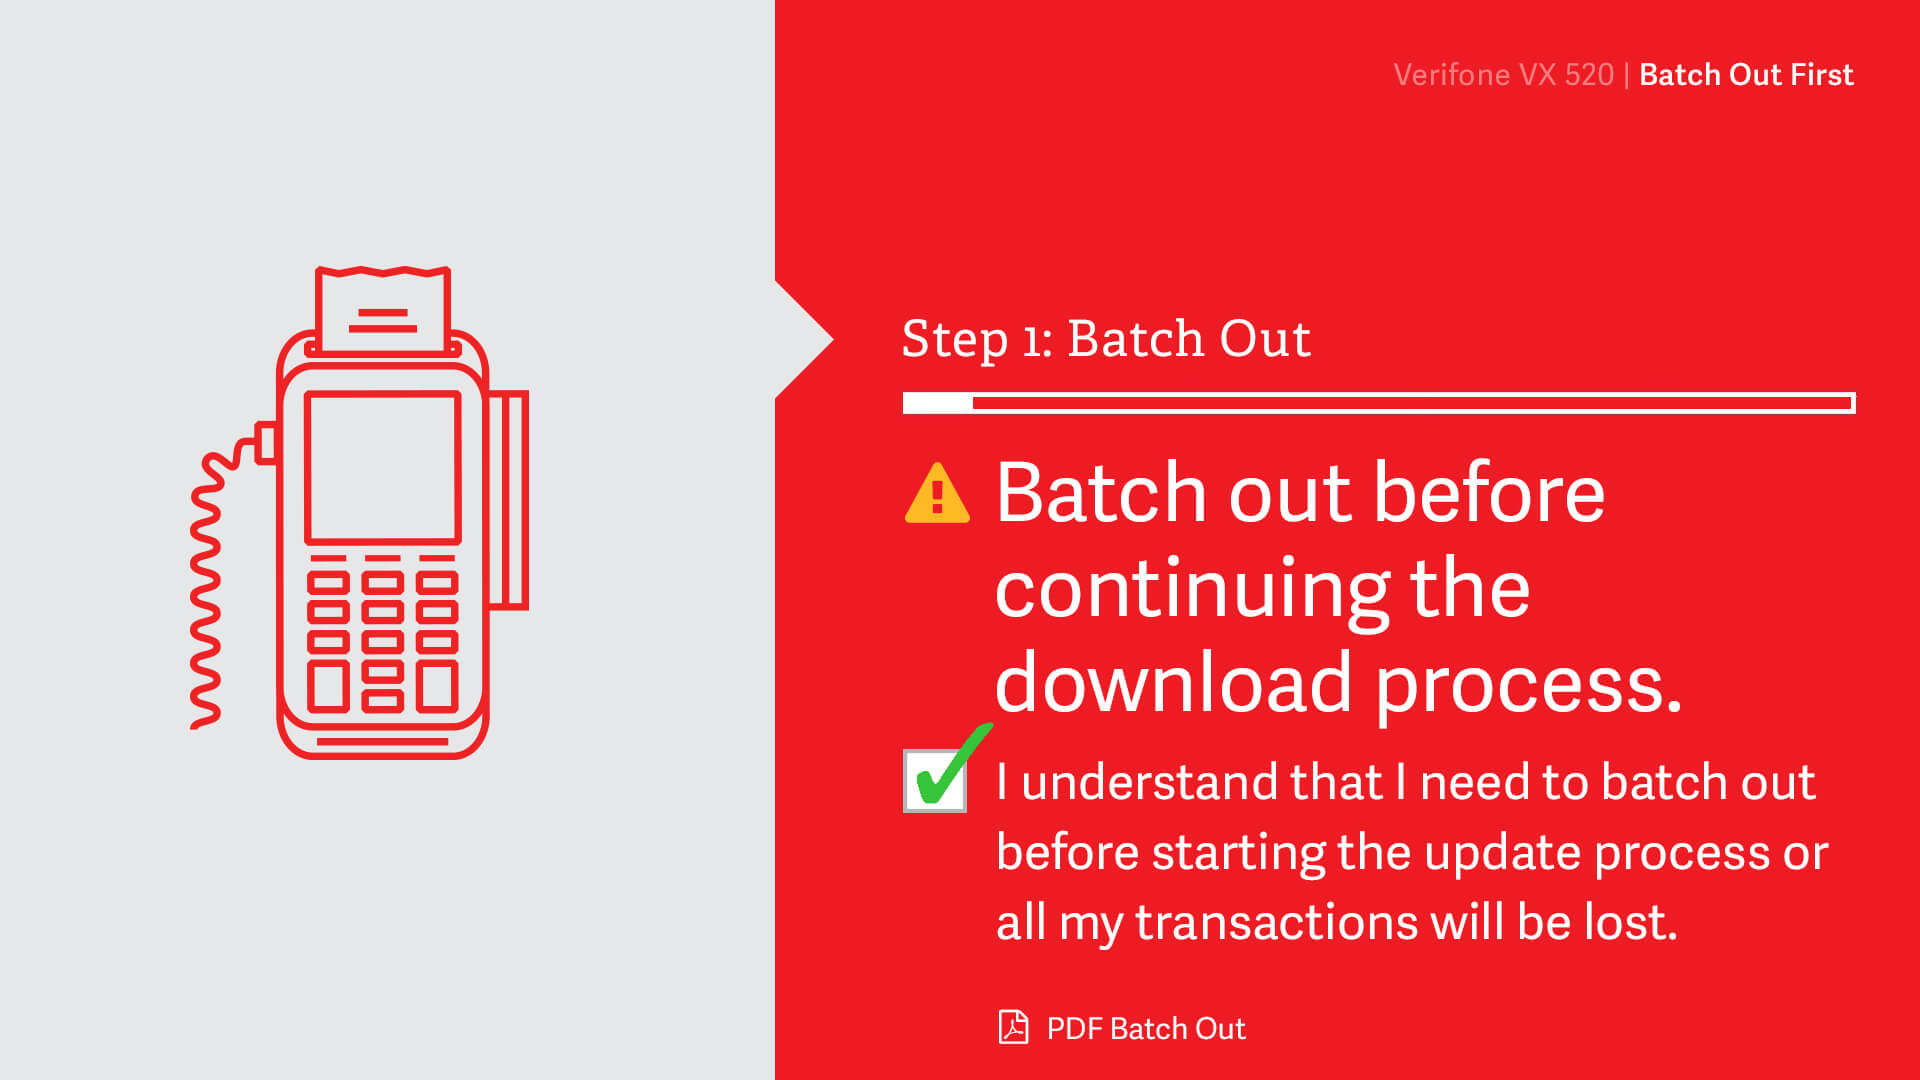 Verifone VX 520 | Batch Out First
Step 1: Batch Out
Batch out before
continuing the
download process.
I understand that I need to batch out
before starting the update process or
all my transactions will be lost.
PDF Batch Out